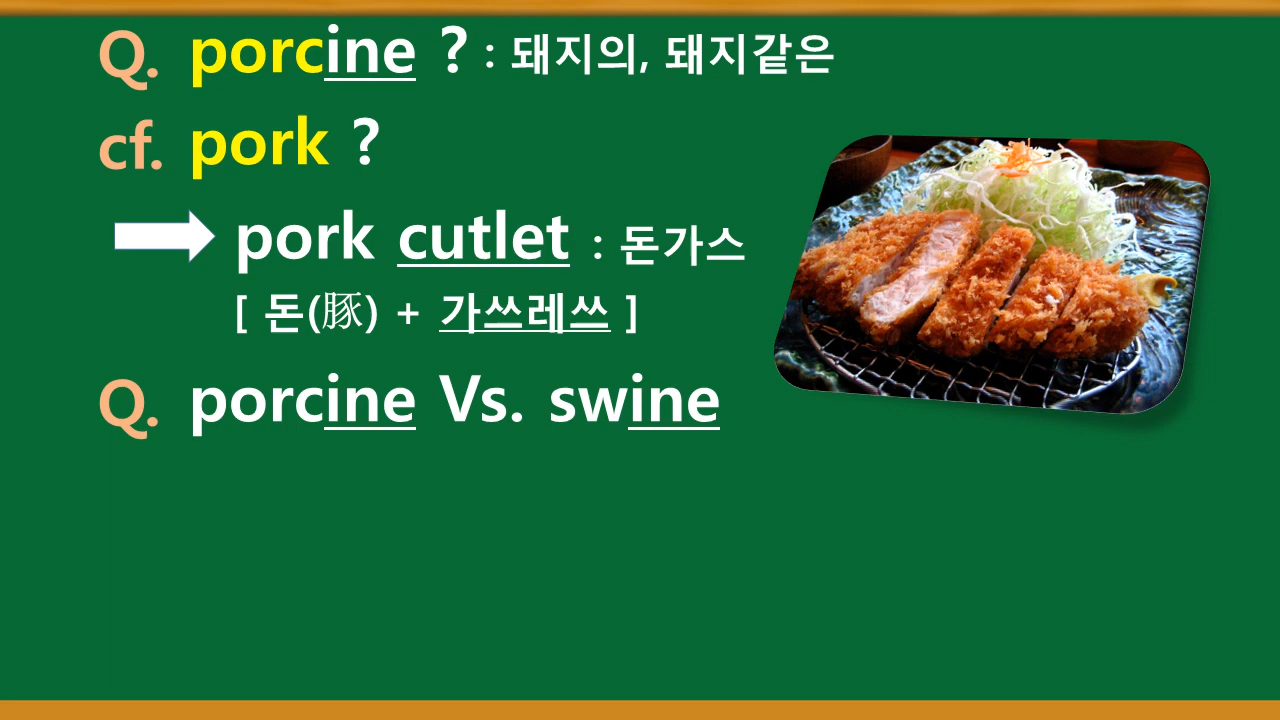 Q. porcine ? : 돼지의, 돼지같은
cf. pork ?
pork cutlet : 돈가스
[ 돈(豚) + 가쓰레쓰 ]
Q. porcine Vs. swine